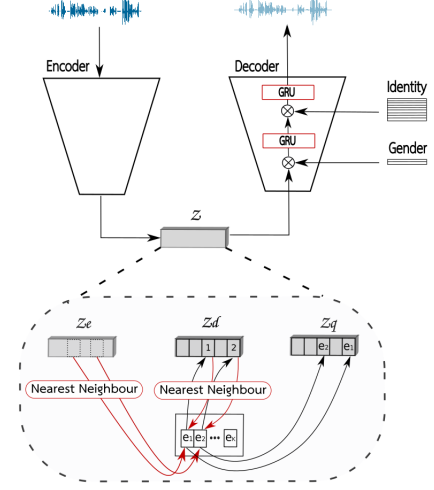 Encoder
Decoder
GRU
Identity
GRU
Gender
Z
Ze
Zd
Zq
1 2
e2 e1
Nearest Neighbour
Nearest Neighbour
e1 e2 ••• eK